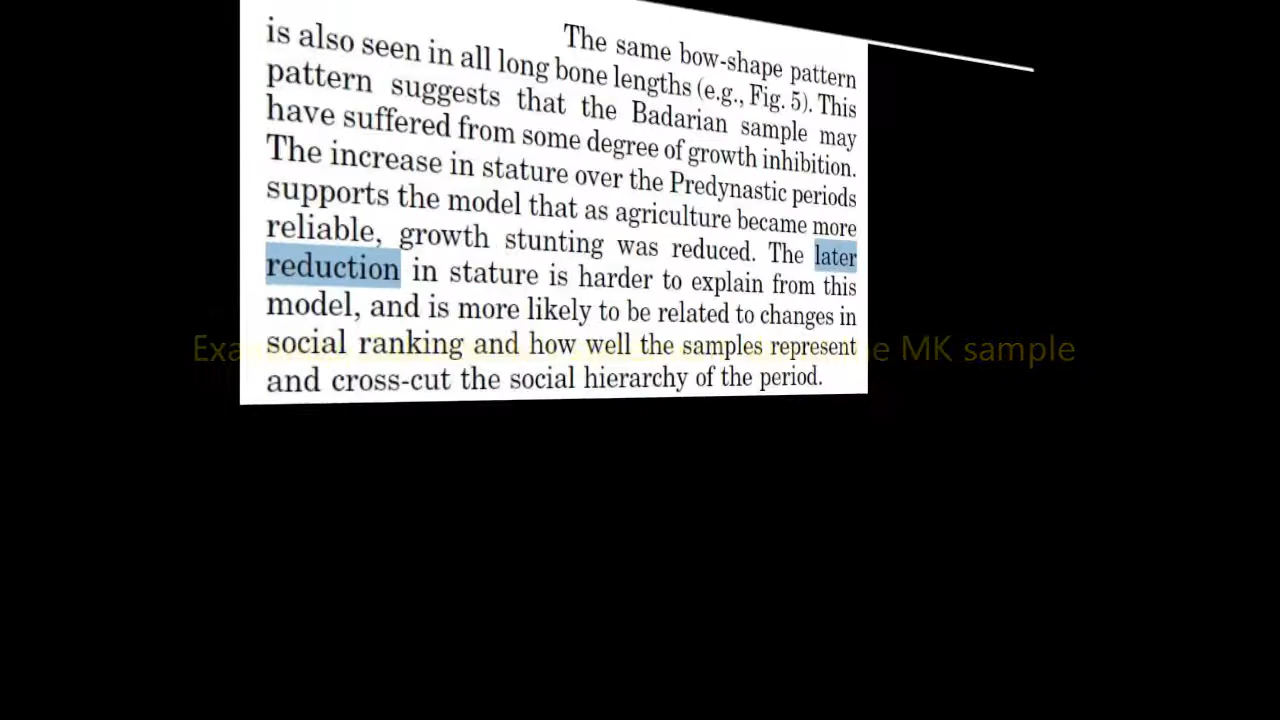 The same bow-shape pattern
is also seen in all long bone lengths (e.g., Fig. 5). This
pattern suggests that the Badarian sample may
have suffered from some degree of growth inhibition.
The increase in stature over the Predynastic periods
supports the model that as agriculture became more
reliable, growth stunting was reduced. The later
reduction in stature is harder to explain from this
model, and is more likely to be related to changes in
social ranking and how well the samples represent
and cross-cut the social hierarchy of the period.
MK sample